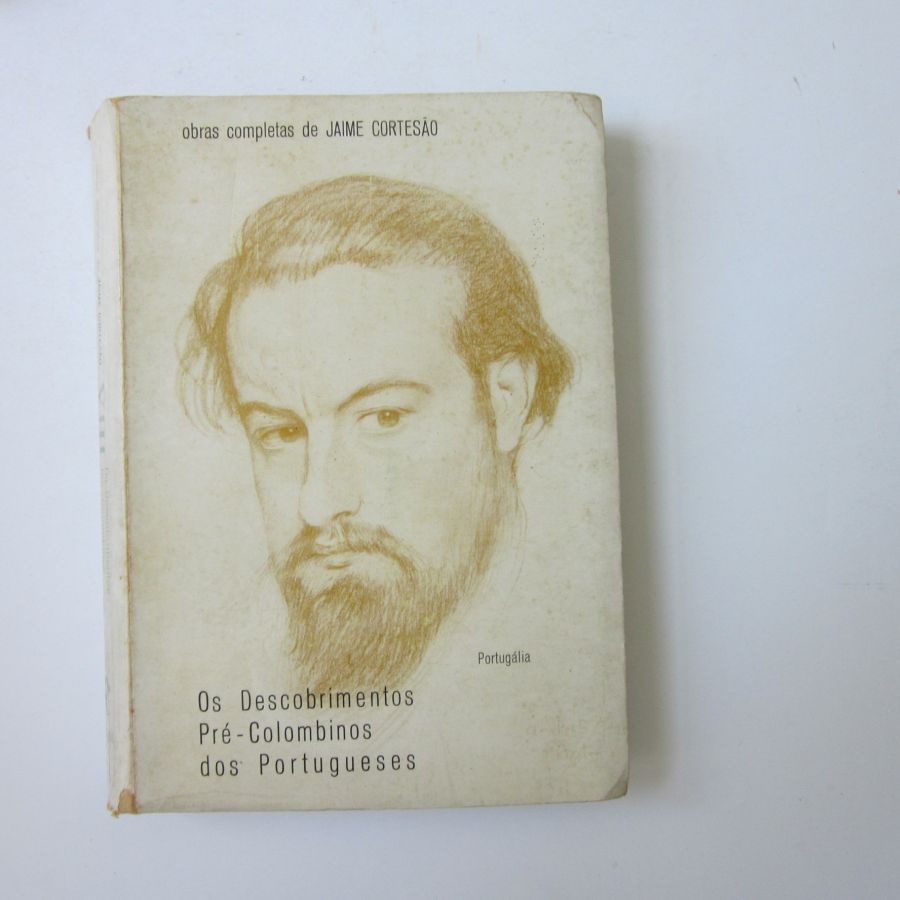 obras completas de JAIME CORTESÃO
Portugália
Os Descobrimentos
Pré-Colombinos
dos Portugueses